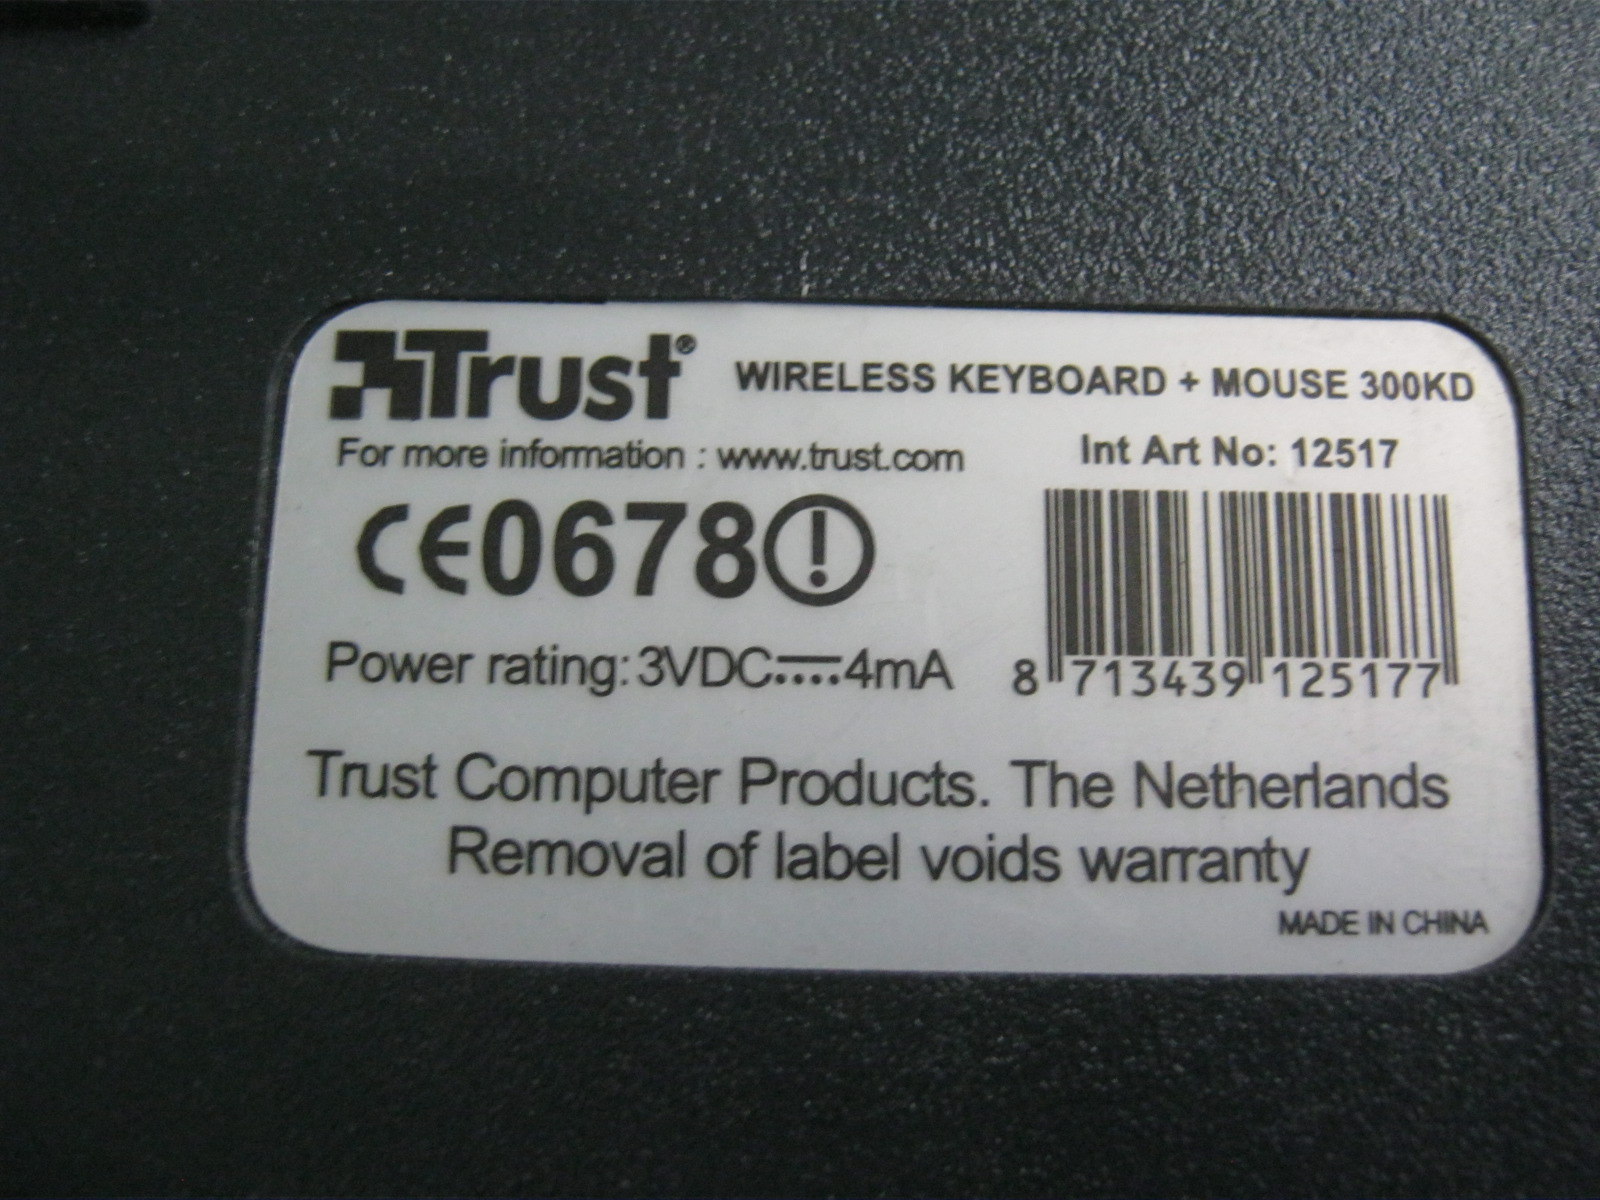 Trust® WIRELESS KEYBOARD + MOUSE 300KD
For more information : www.trust.com
Int Art No: 12517
CE0678
Power rating: 3VDC 4mA
8 713439 125177
Trust Computer Products. The Netherlands
Removal of label voids warranty
MADE IN CHINA